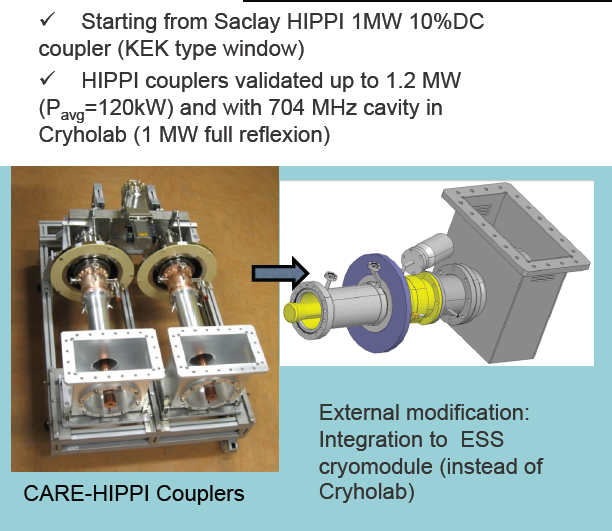 ✓ Starting from Saclay HIPPI 1MW 10%DC
coupler (KEK type window)
✓ HIPPI couplers validated up to 1.2 MW
(Pavg=120kW) and with 704 MHz cavity in
Cryholab (1 MW full reflexion)
External modification:
Integration to ESS
cryomodule (instead of
Cryholab)
CARE-HIPPI Couplers